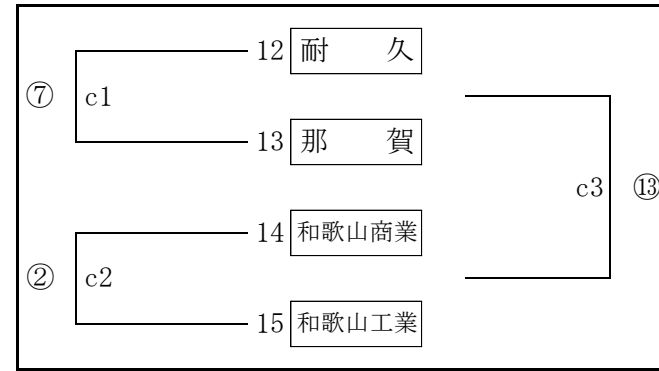 12 耐 久
⑦ c1
13 那 賀
c3 ⑬
14 和歌山商業
② c2
15 和歌山工業